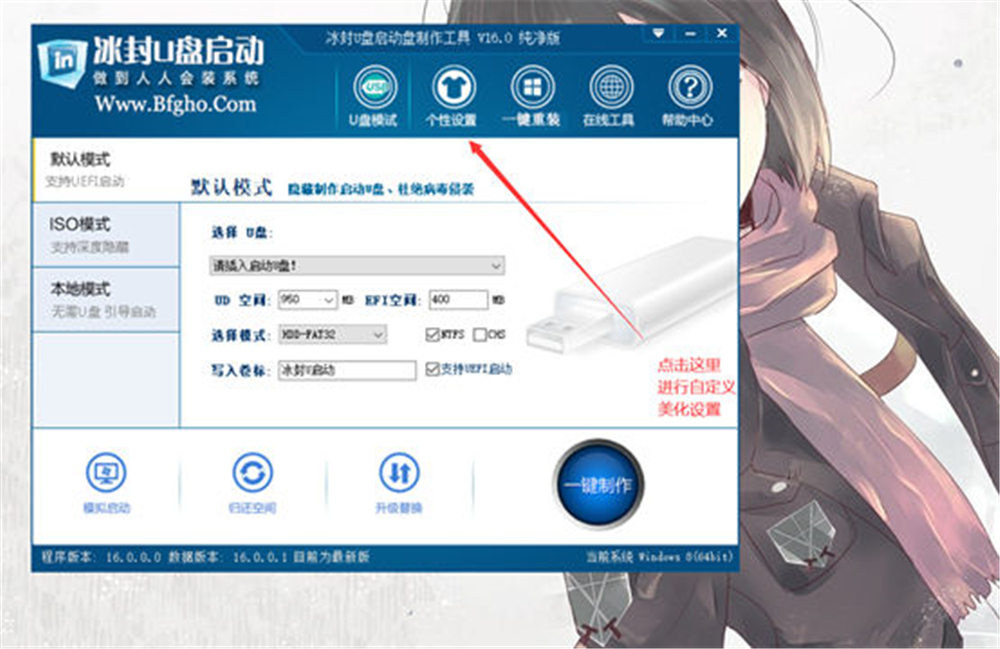 冰封U盘启动
做到人人会装系统
Www.Bfgho.Com
冰封U盘启动盘制作工具 V16.0 纯净版
U盘模式
个性设置
一键重装
在线工具
帮助中心
默认模式
支持UEFI启动
ISO模式
支持深度隐藏
本地模式
无需U盘 引导启动
默认模式 隐藏制作启动U盘、杜绝病毒侵袭
选择 U盘:
请插入启动U盘!
UD 空间: 960 MB EFI空间: 400 MB
选择模式: HDD-FAT32 NTFS CHS
写入卷标: 冰封U启动 支持UEFI启动
点击这里
进行自定义
美化设置
模拟启动
归还空间
升级替换
一键制作
程序版本: 16.0.0.0 数据版本: 16.0.0.1 目前为最新版
当前系统 Windows 8(64bit)